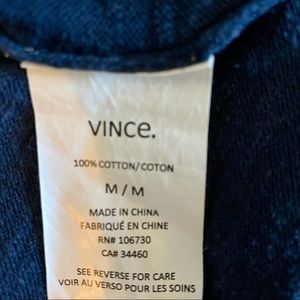 VINCE.
100% COTTON/COTON
M / M
MADE IN CHINA
FABRIQUÉ EN CHINE
RN# 106730
CA# 34460
SEE REVERSE FOR CARE
VOIR AU VERSO POUR LES SOINS